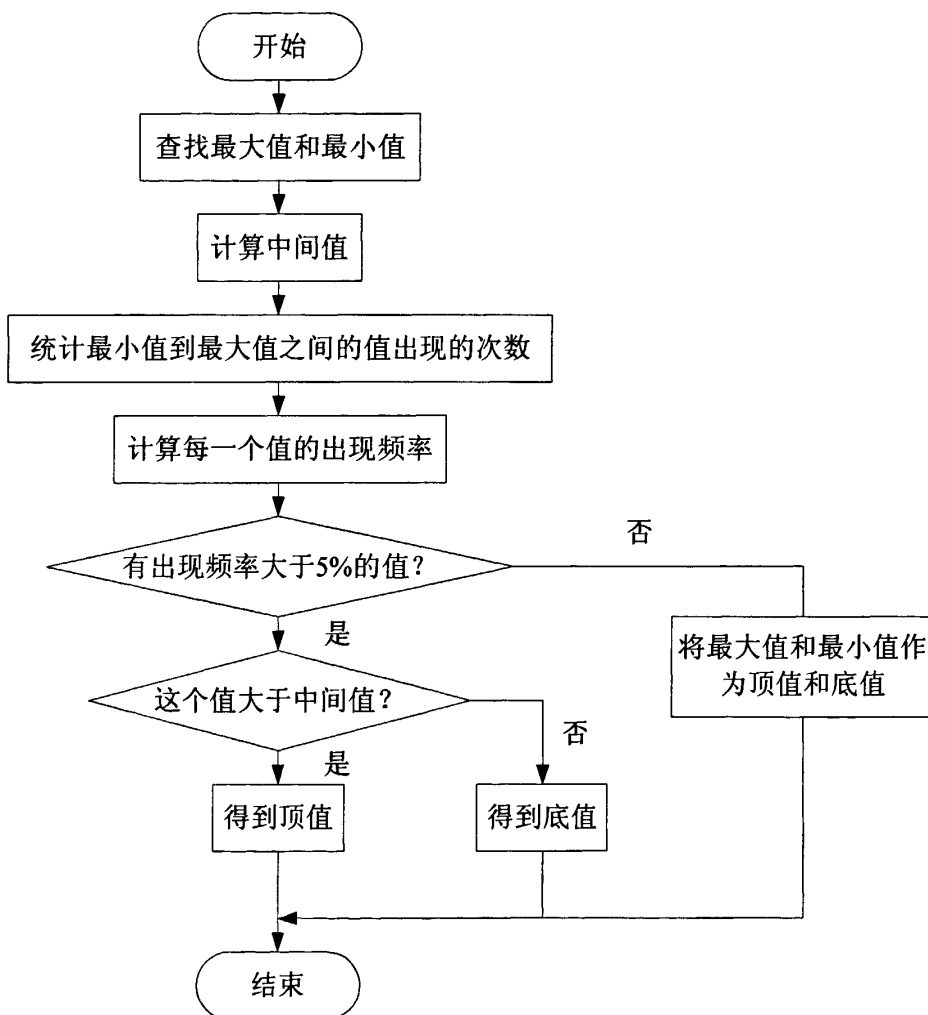 开始
查找最大值和最小值
计算中间值
统计最小值到最大值之间的值出现的次数
计算每一个值的出现频率
有出现频率大于5%的值？
否
是
将最大值和最小值作
为顶值和底值
这个值大于中间值？
否
是
得到顶值
得到底值
结束